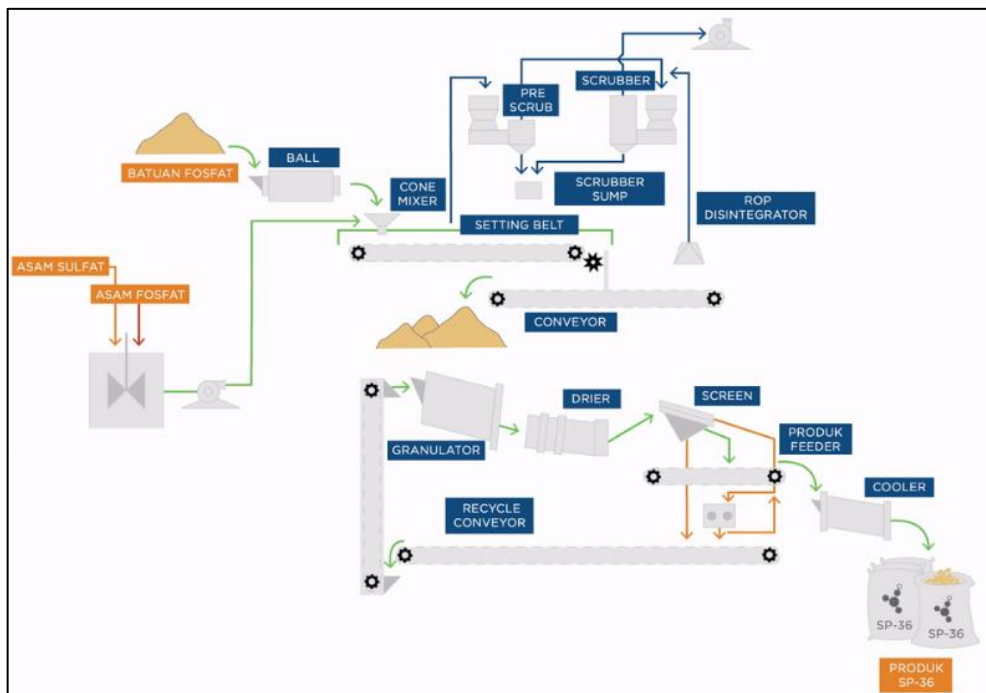 PRE
SCRUB
SCRUBBER
BATUAN FOSFAT
BALL
CONE
MIXER
SCRUBBER
SUMP
ROP
DISINTEGRATOR
SETTING BELT
ASAM SULFAT
ASAM FOSFAT
CONVEYOR
GRANULATOR
DRIER
SCREEN
PRODUK
FEEDER
COOLER
RECYCLE
CONVEYOR
SP-36
SP-36
PRODUK
SP-36